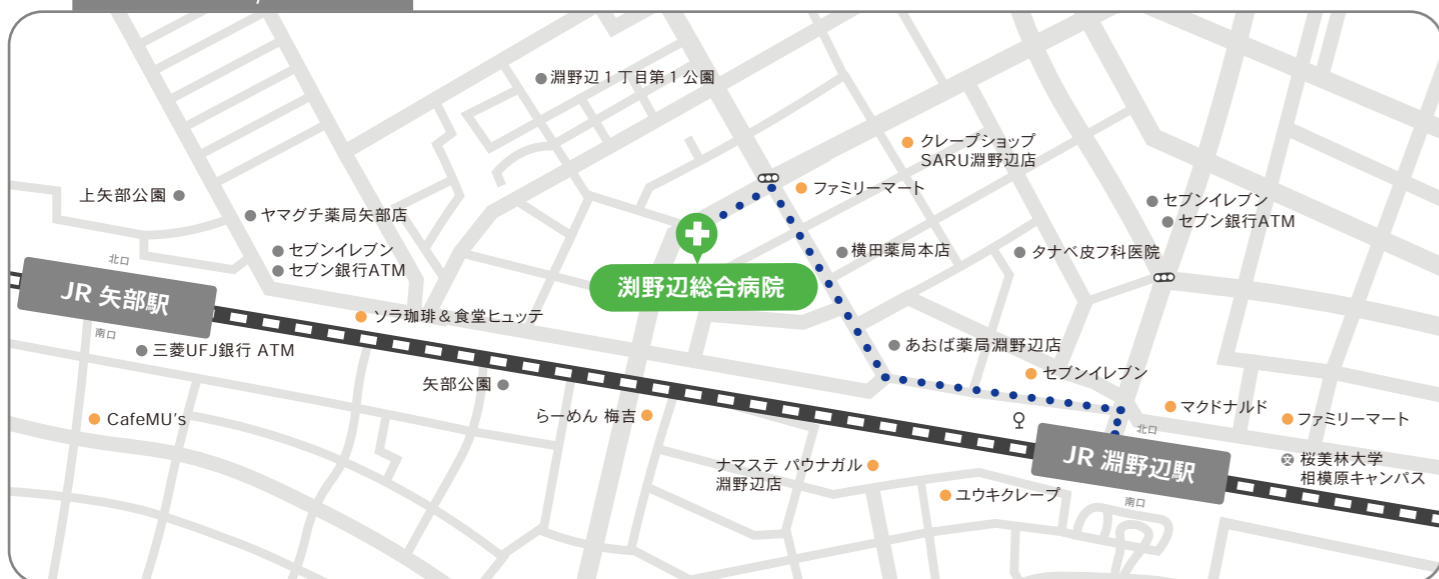 淵野辺1丁目第1公園
クレープショップ
SARU淵野辺店
ファミリーマート
上矢部公園
ヤマグチ薬局矢部店
セブンイレブン
セブン銀行ATM
セブンイレブン
セブン銀行ATM
横田薬局本店
タナベ皮フ科医院
渕野辺総合病院
北口
JR 矢部駅
南口
ソラ珈琲&食堂ヒュッテ
三菱UFJ銀行 ATM
あおば薬局淵野辺店
矢部公園
セブンイレブン
らーめん 梅吉
CafeMU's
マクドナルド
ファミリーマート
北口
JR 淵野辺駅
南口
ナマステ パウナガル
淵野辺店
ユウキクレープ
文
桜美林大学
相模原キャンパス